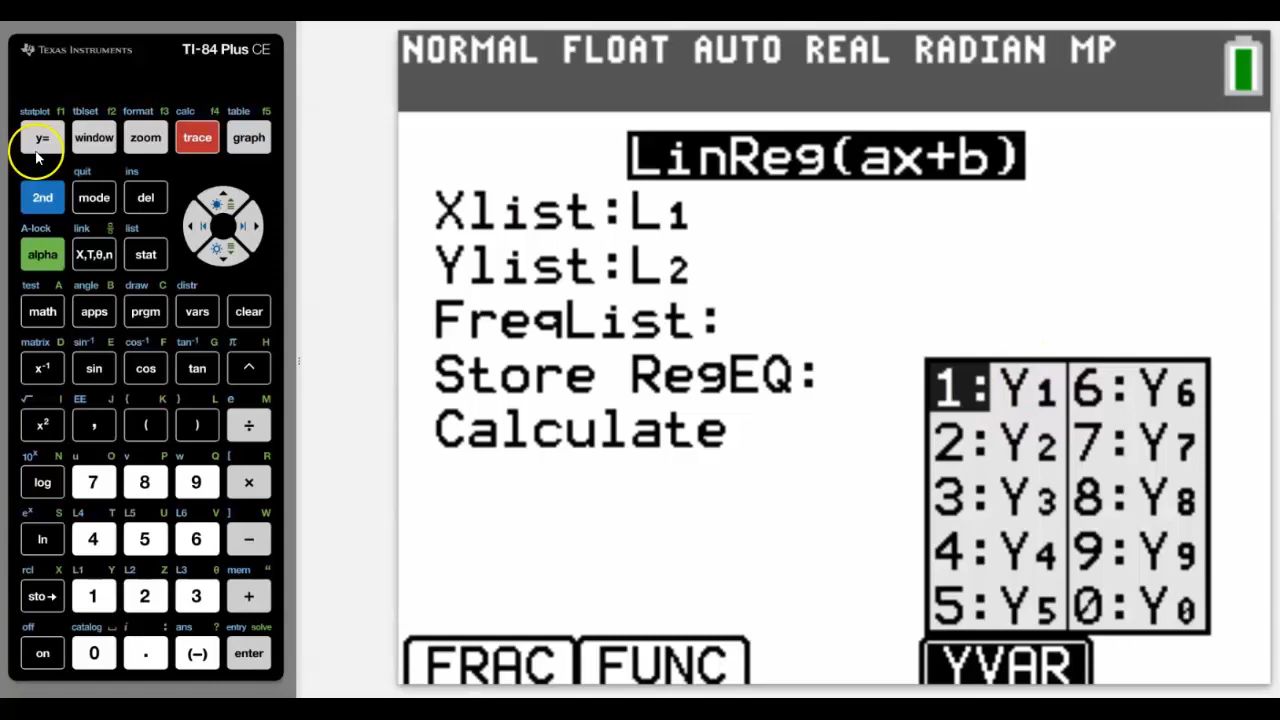 TEXAS INSTRUMENTS TI-84 Plus CE
statplot f1 tblset f2 format f3 calc f4 table f5
y= window zoom trace graph
quit ins
2nd mode del
A-lock link list
alpha X,T,θ,n stat
test A angle B draw C distr
math apps prgm vars clear
matrix D sin⁻¹ E cos⁻¹ F tan⁻¹ G π H
x⁻¹ sin cos tan ^
√ I EE J { K } L e M
x² , ( ) ÷
10ˣ N u O v P w Q [ R
log 7 8 9 ×
eˣ S L4 T L5 U L6 V ] W
ln 4 5 6 −
rcl X L1 Y L2 Z L3 θ mem “
sto→ 1 2 3 +
off catalog ⎵ i : ans ? entry solve
on 0 . (−) enter
NORMAL FLOAT AUTO REAL RADIAN MP
LinReg(ax+b)
Xlist:L1
Ylist:L2
FreqList:
Store RegEQ:
Calculate
1:Y1 6:Y6
2:Y2 7:Y7
3:Y3 8:Y8
4:Y4 9:Y9
5:Y5 0:Y0
FRAC FUNC YVAR